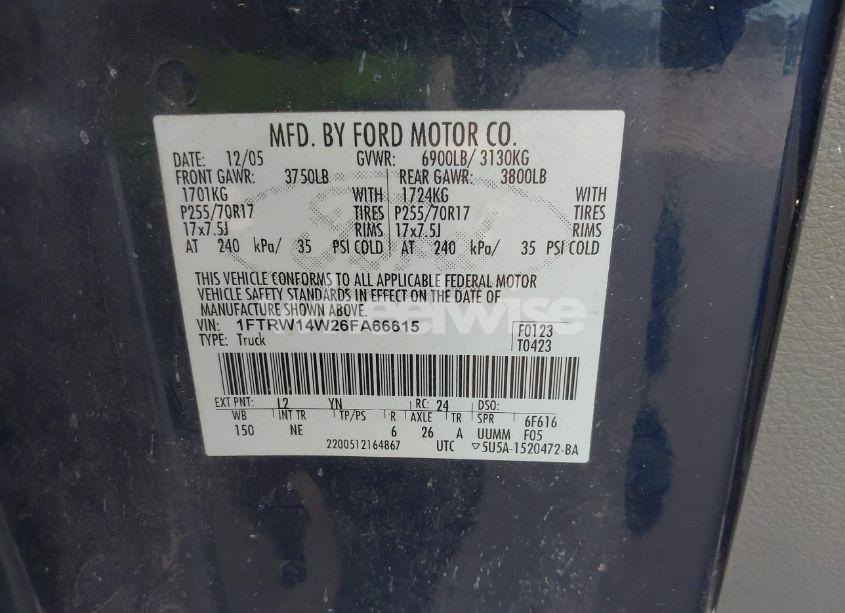 MFD. BY FORD MOTOR CO.
DATE: 12/05 GVWR: 6900LB/ 3130KG
FRONT GAWR: 3750LB REAR GAWR: 3800LB
1701KG WITH 1724KG WITH
P255/70R17 TIRES P255/70R17 TIRES
17x7.5J RIMS 17x7.5J RIMS
AT 240 kPa/ 35 PSI COLD AT 240 kPa/ 35 PSI COLD
THIS VEHICLE CONFORMS TO ALL APPLICABLE FEDERAL MOTOR
VEHICLE SAFETY STANDARDS IN EFFECT ON THE DATE OF
MANUFACTURE SHOWN ABOVE.
VIN: 1FTRW14W26FA66615 F0123
TYPE: Truck T0423
EXT PNT: L2 YN RC: 24 DSO:
WB INT TR TP/PS R AXLE TR SPR 6F616
150 NE 6 26 A UUMM F05
2200512164867 UTC ▽5U5A-1520472-BA